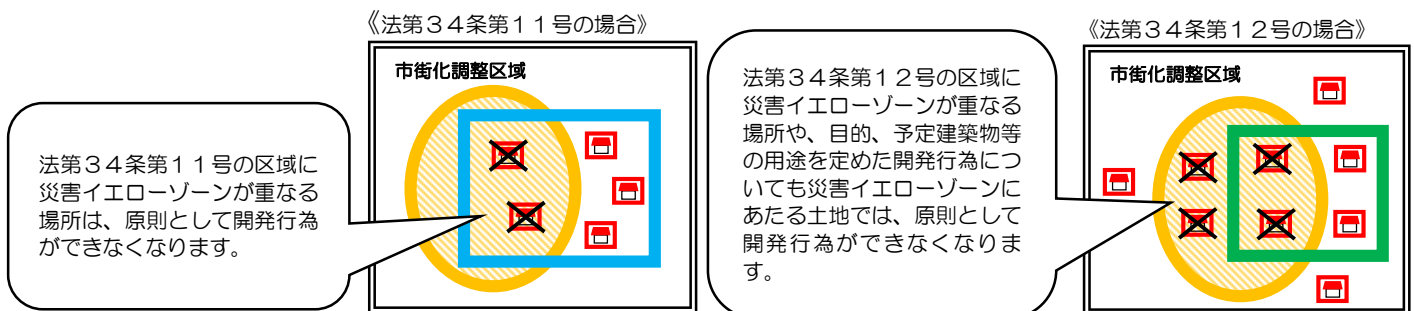 《法第３４条第１１号の場合》
市街化調整区域
法第３４条第１１号の区域に
災害イエローゾーンが重なる
場所は、原則として開発行為
ができなくなります。
《法第３４条第１２号の場合》
市街化調整区域
法第３４条第１２号の区域に
災害イエローゾーンが重なる
場所や、目的、予定建築物等
の用途を定めた開発行為につ
いても災害イエローゾーンに
あたる土地では、原則として
開発行為ができなくなりま
す。